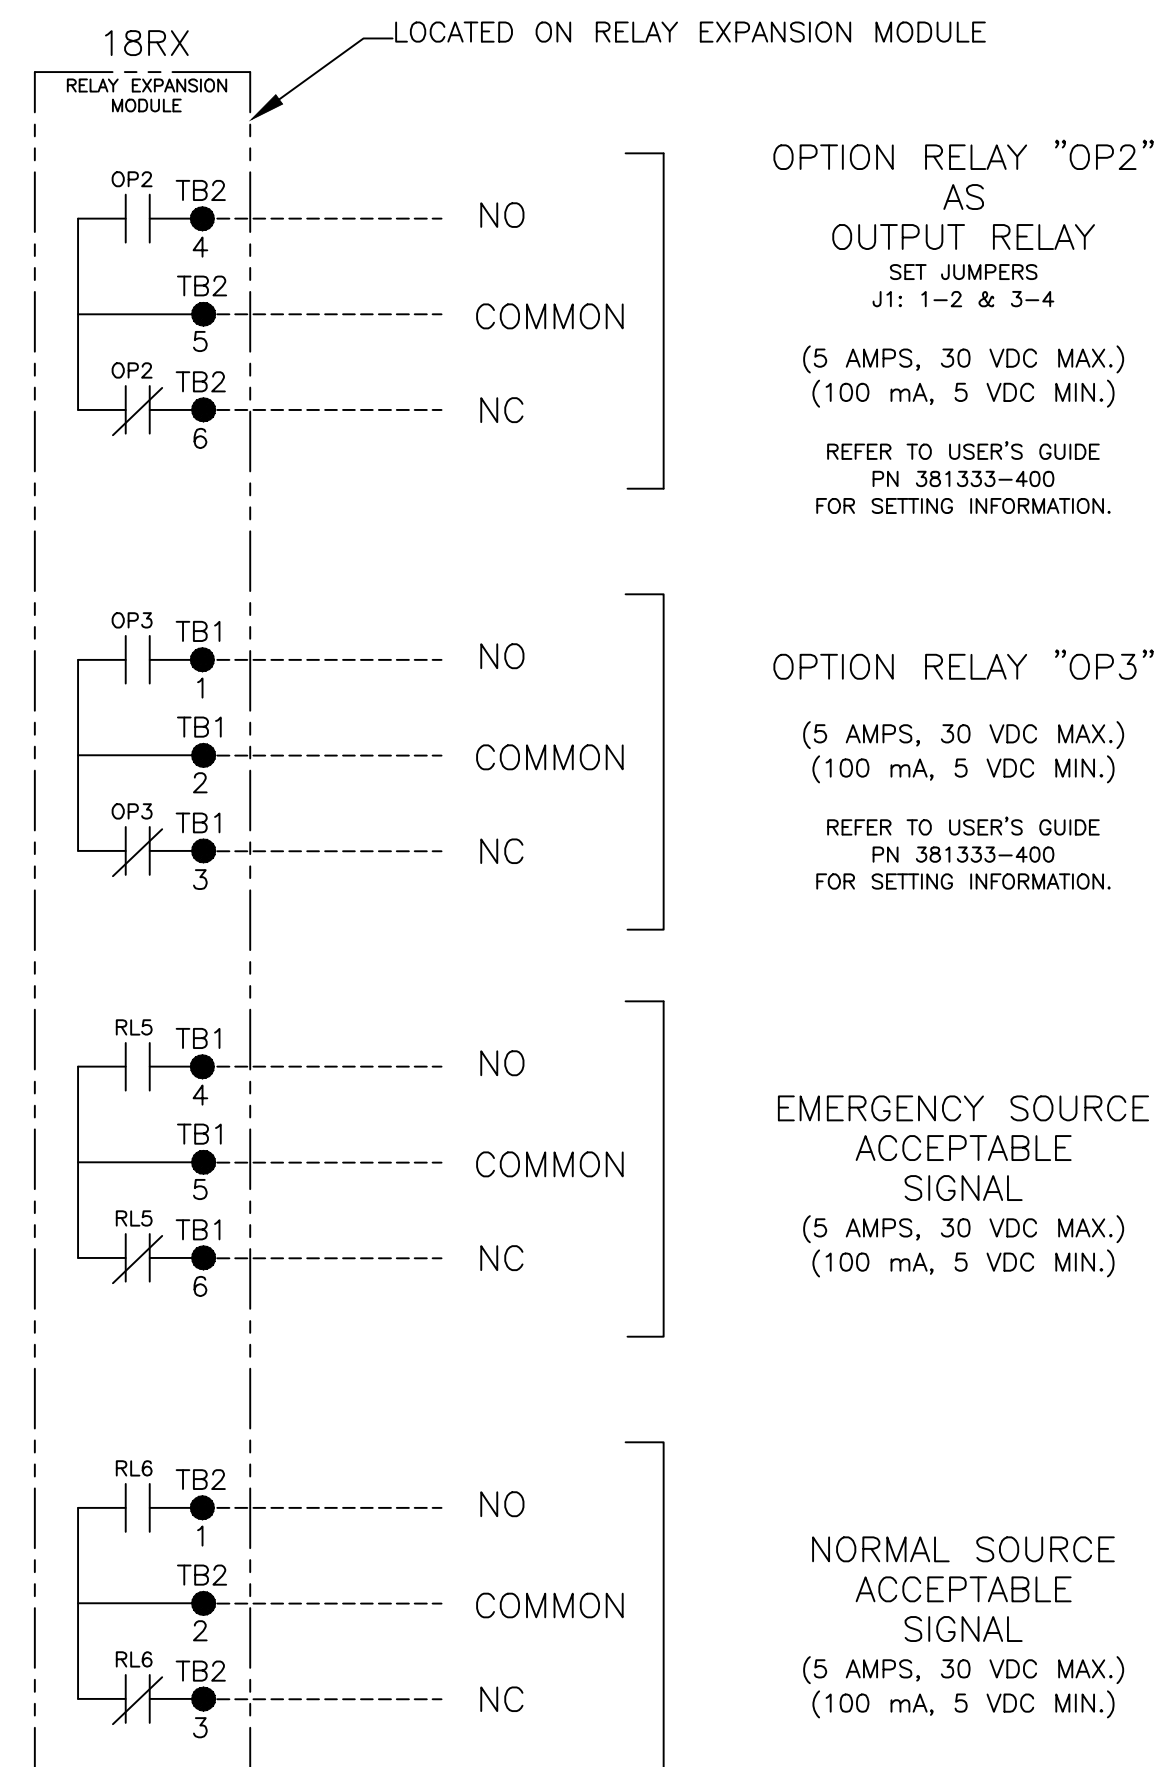 18RX
LOCATED ON RELAY EXPANSION MODULE
RELAY EXPANSION
MODULE
OP2
TB2
4
NO
TB2
5
COMMON
OP2
TB2
6
NC
OPTION RELAY ”OP2”
AS
OUTPUT RELAY
SET JUMPERS
J1: 1–2 & 3–4
(5 AMPS, 30 VDC MAX.)
(100 mA, 5 VDC MIN.)
REFER TO USER'S GUIDE
PN 381333–400
FOR SETTING INFORMATION.
OP3
TB1
1
NO
TB1
2
COMMON
OP3
TB1
3
NC
OPTION RELAY ”OP3”
(5 AMPS, 30 VDC MAX.)
(100 mA, 5 VDC MIN.)
REFER TO USER'S GUIDE
PN 381333–400
FOR SETTING INFORMATION.
RL5
TB1
4
NO
TB1
5
COMMON
RL5
TB1
6
NC
EMERGENCY SOURCE
ACCEPTABLE
SIGNAL
(5 AMPS, 30 VDC MAX.)
(100 mA, 5 VDC MIN.)
RL6
TB2
1
NO
TB2
2
COMMON
RL6
TB2
3
NC
NORMAL SOURCE
ACCEPTABLE
SIGNAL
(5 AMPS, 30 VDC MAX.)
(100 mA, 5 VDC MIN.)